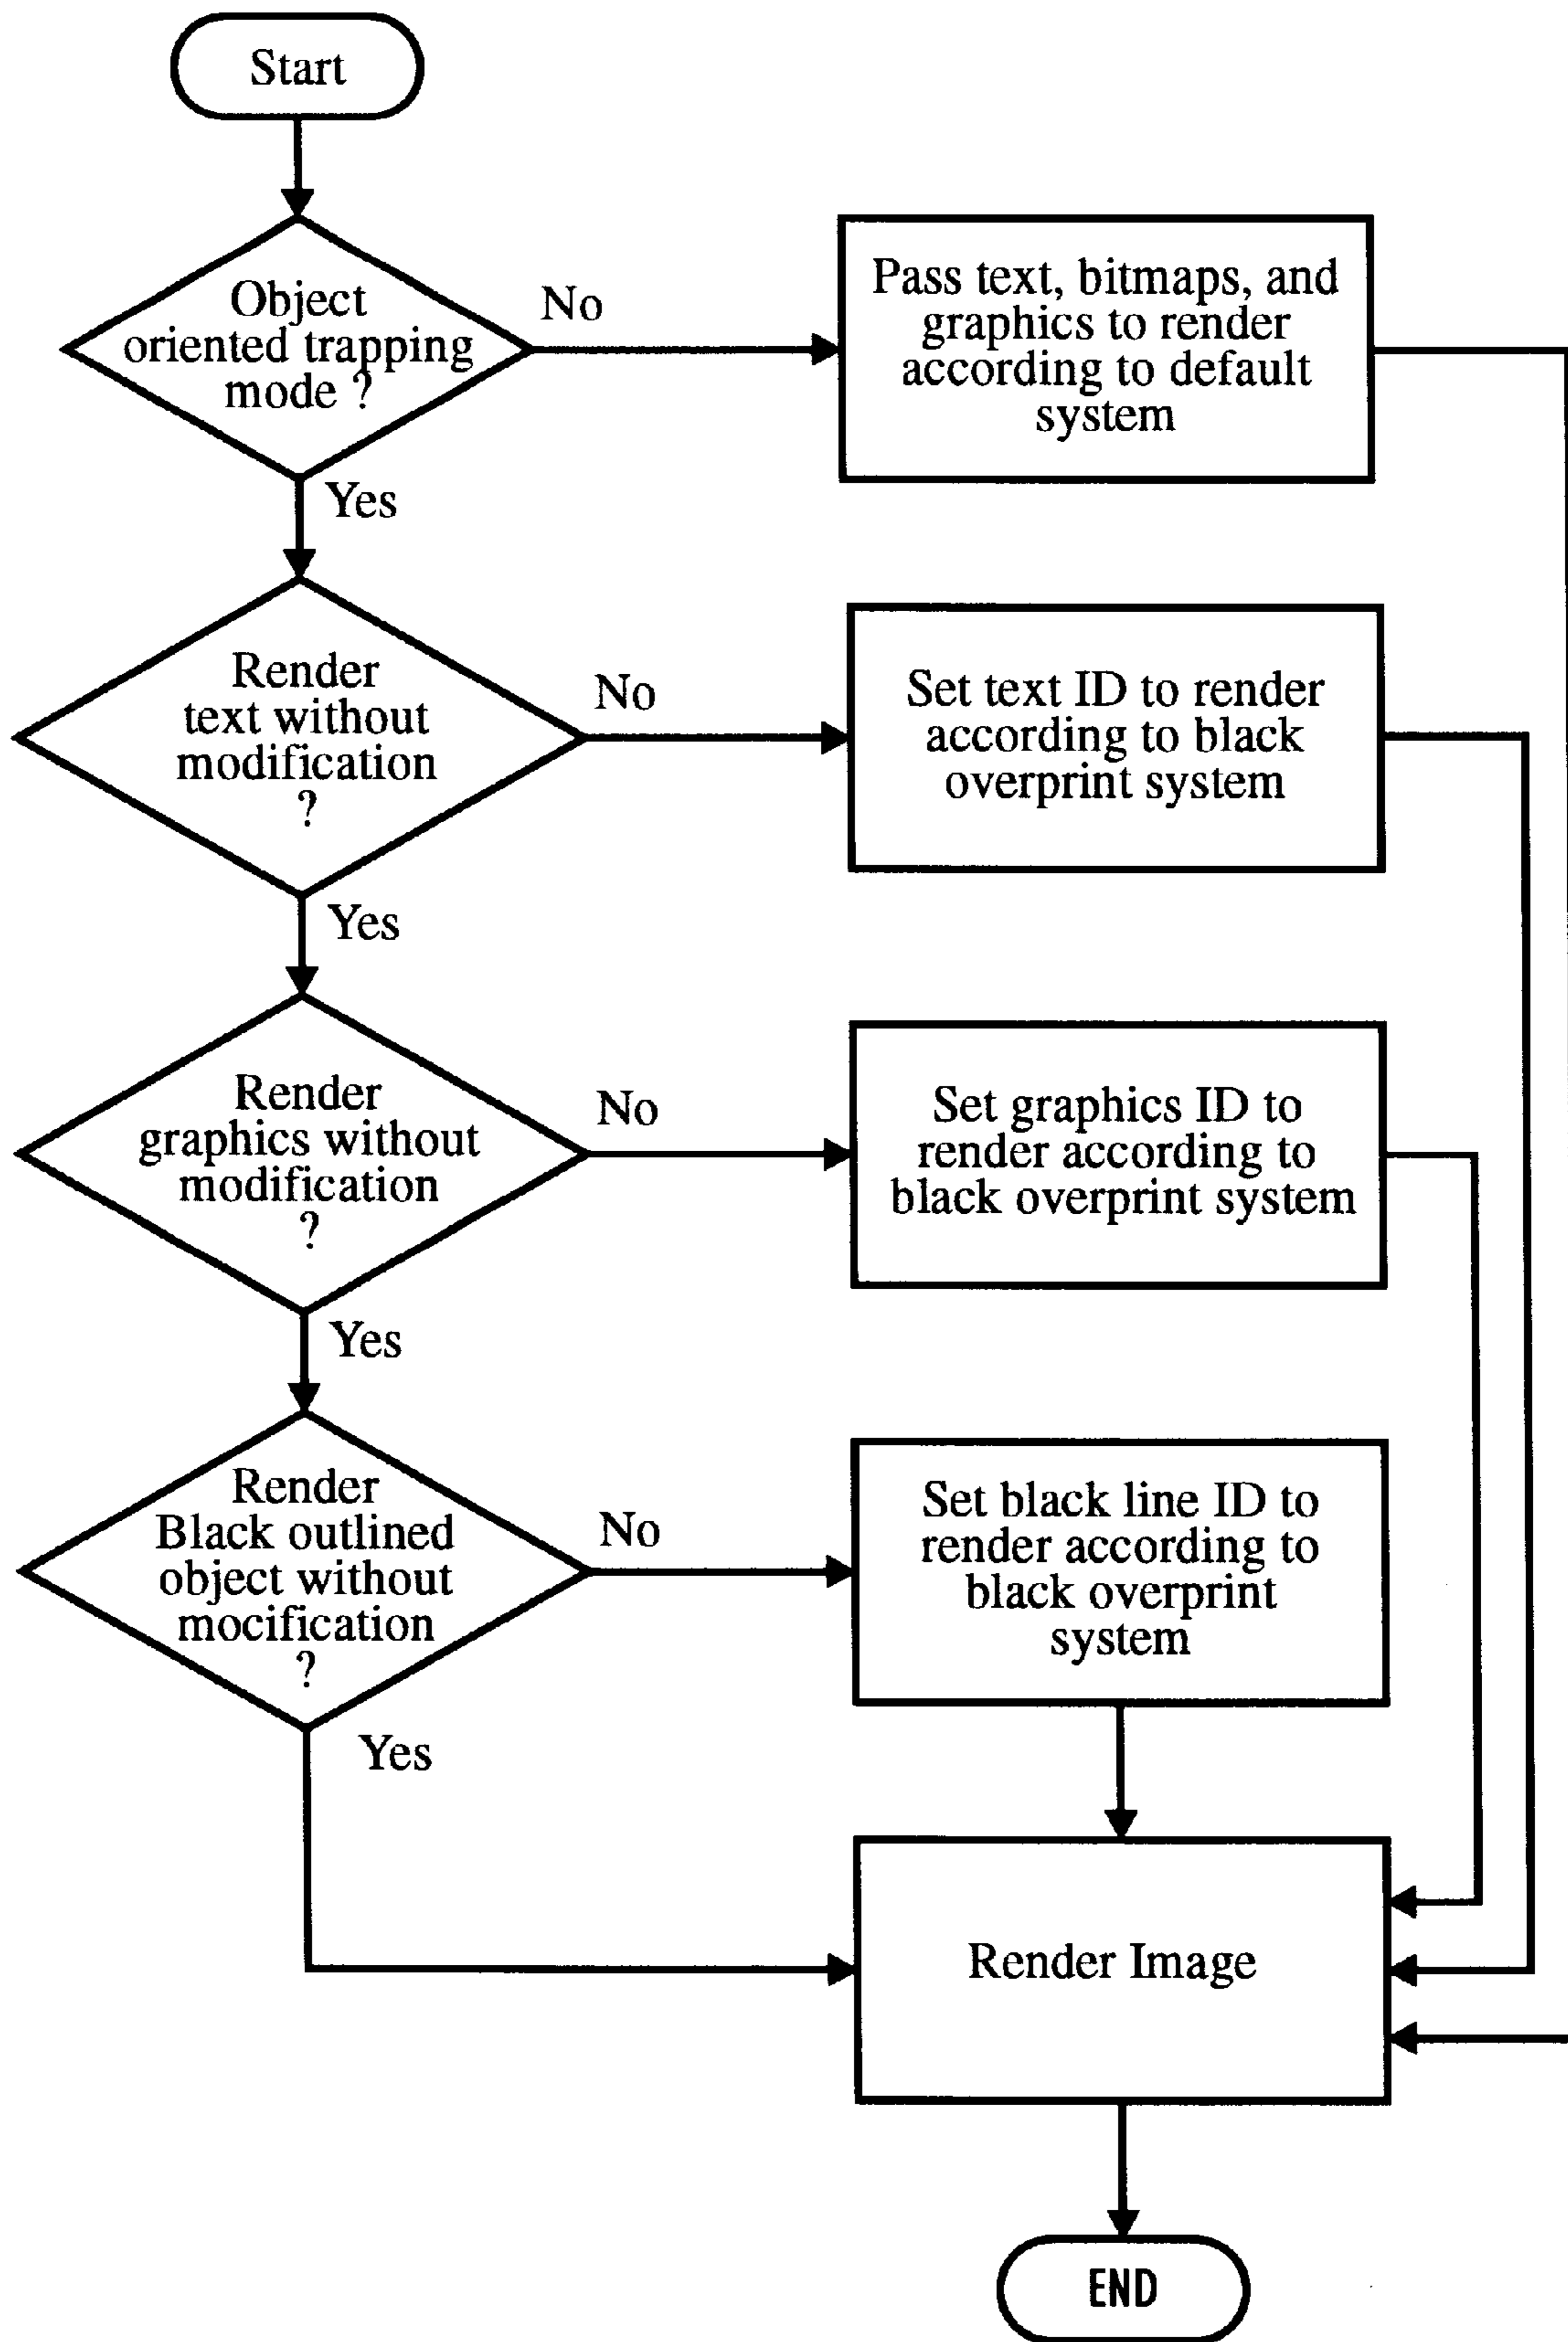 Start
Object
oriented trapping
mode ?
No
Pass text, bitmaps, and
graphics to render
according to default
system
Yes
Render
text without
modification
?
No
Set text ID to render
according to black
overprint system
Yes
Render
graphics without
modification
?
No
Set graphics ID to
render according to
black overprint system
Yes
Render
Black outlined
object without
mocification
?
No
Set black line ID to
render according to
black overprint
system
Yes
Render Image
END